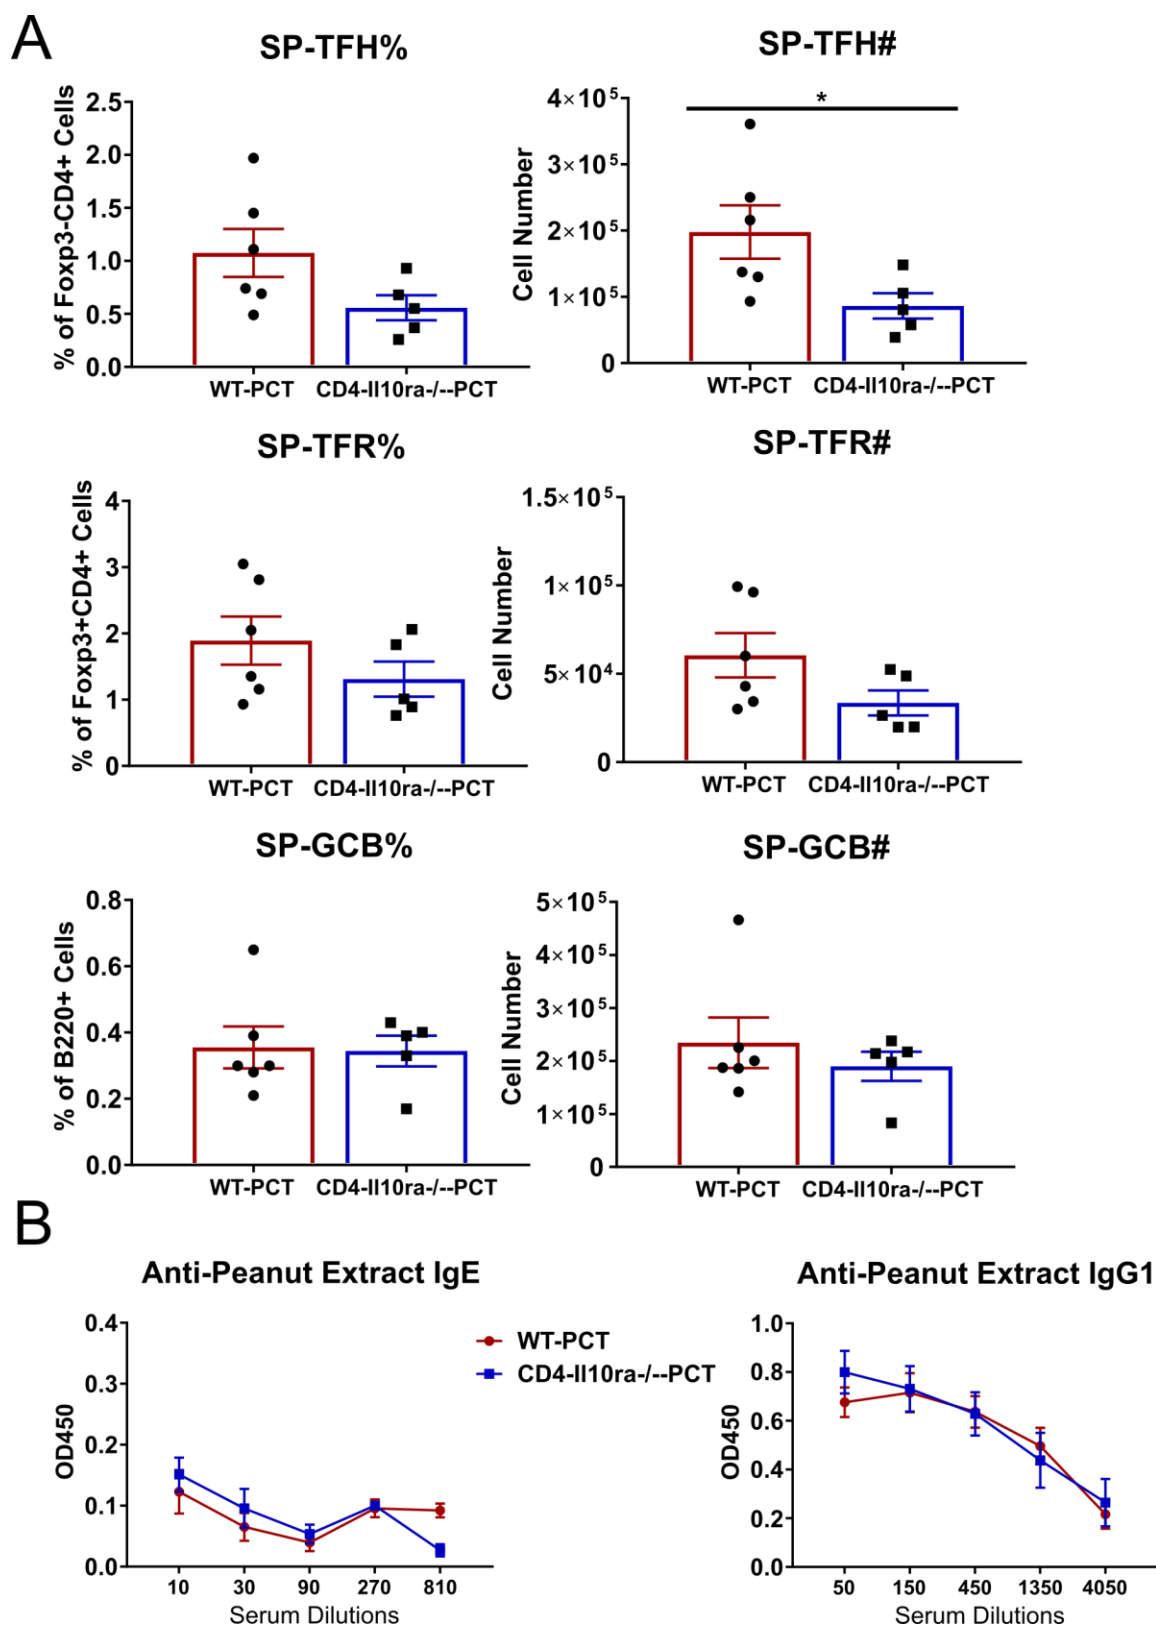 A
SP-TFH%
SP-TFH#
% of Foxp3-CD4+ Cells
2.5
2.0
1.5
1.0
0.5
0.0
WT-PCT
CD4-Il10ra-/--PCT
Cell Number
4×10⁵
3×10⁵
2×10⁵
1×10⁵
0
*
WT-PCT
CD4-Il10ra-/--PCT
SP-TFR%
SP-TFR#
% of Foxp3+CD4+ Cells
4
3
2
1
0
WT-PCT
CD4-Il10ra-/--PCT
Cell Number
1.5×10⁵
1×10⁵
5×10⁴
0
WT-PCT
CD4-Il10ra-/--PCT
SP-GCB%
SP-GCB#
% of B220+ Cells
0.8
0.6
0.4
0.2
0.0
WT-PCT
CD4-Il10ra-/--PCT
Cell Number
5×10⁵
4×10⁵
3×10⁵
2×10⁵
1×10⁵
0
WT-PCT
CD4-Il10ra-/--PCT
B
Anti-Peanut Extract IgE
Anti-Peanut Extract IgG1
OD450
0.4
0.3
0.2
0.1
0.0
10 30 90 270 810
Serum Dilutions
WT-PCT
CD4-Il10ra-/--PCT
OD450
1.0
0.8
0.6
0.4
0.2
0.0
50 150 450 1350 4050
Serum Dilutions